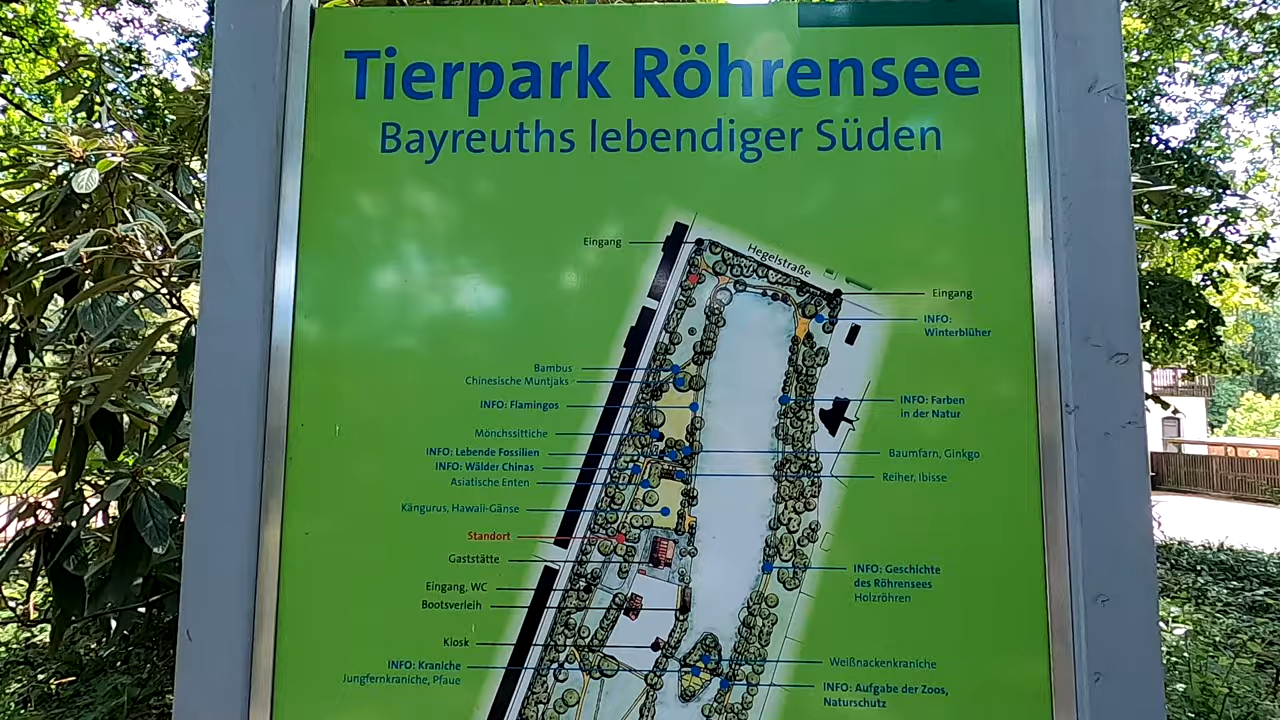 Tierpark Röhrensee
Bayreuths lebendiger Süden
Eingang
Hegelstraße
Eingang
INFO:
Winterblüher
Bambus
Chinesische Muntjaks
INFO: Flamingos
INFO: Farben
in der Natur
Mönchssittiche
INFO: Lebende Fossilien
Baumfarn, Ginkgo
INFO: Wälder Chinas
Asiatische Enten
Reiher, Ibisse
Kängurus, Hawaii-Gänse
Standort
Gaststätte
INFO: Geschichte
des Röhrensees
Holzröhren
Eingang, WC
Bootsverleih
Kiosk
INFO: Kraniche
Jungfernkraniche, Pfaue
Weißnackenkraniche
INFO: Aufgabe der Zoos,
Naturschutz